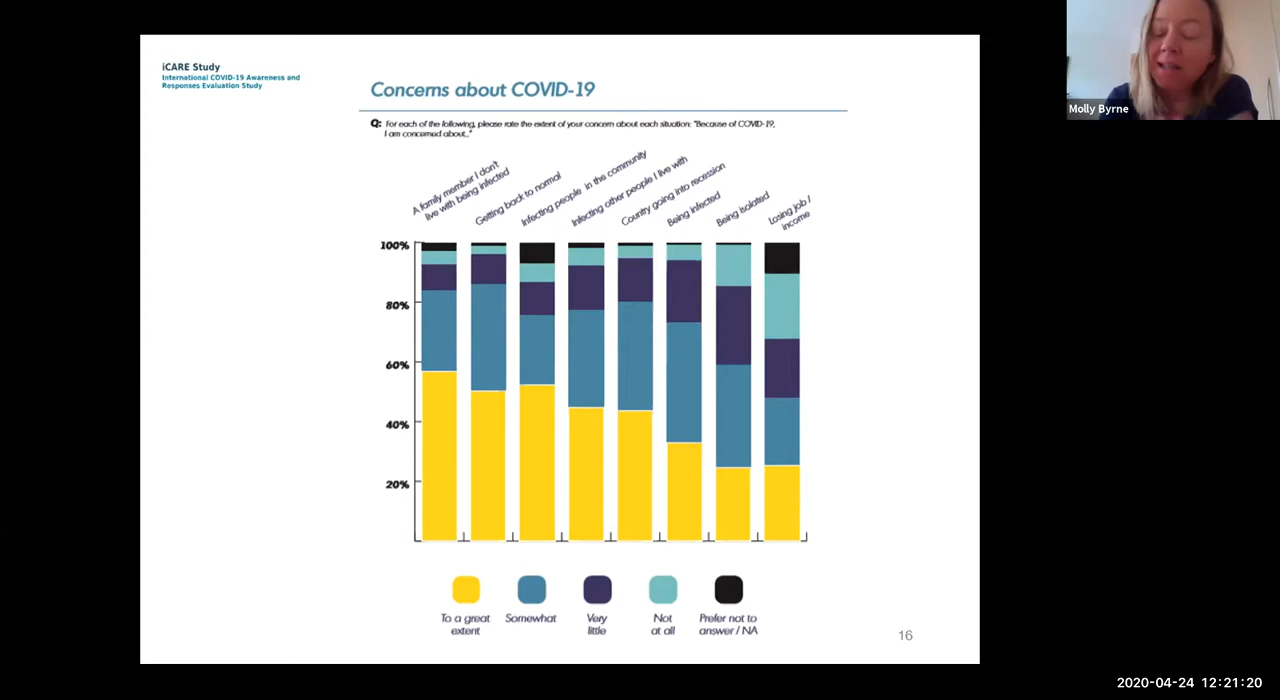 iCARE Study
International COVID-19 Awareness and
Responses Evaluation Study
Concerns about COVID-19
Q: For each of the following, please rate the extent of your concern about each situation: "Because of COVID-19,
I am concerned about..."
A family member I don't
live with being infected
Getting back to normal
Infecting people in the community
Infecting other people I live with
Country going into recession
Being infected
Being isolated
Losing job /
income
100%
80%
60%
40%
20%
To a great
extent
Somewhat
Very
little
Not
at all
Prefer not to
answer / NA
16
Molly Byrne
2020-04-24 12:21:20